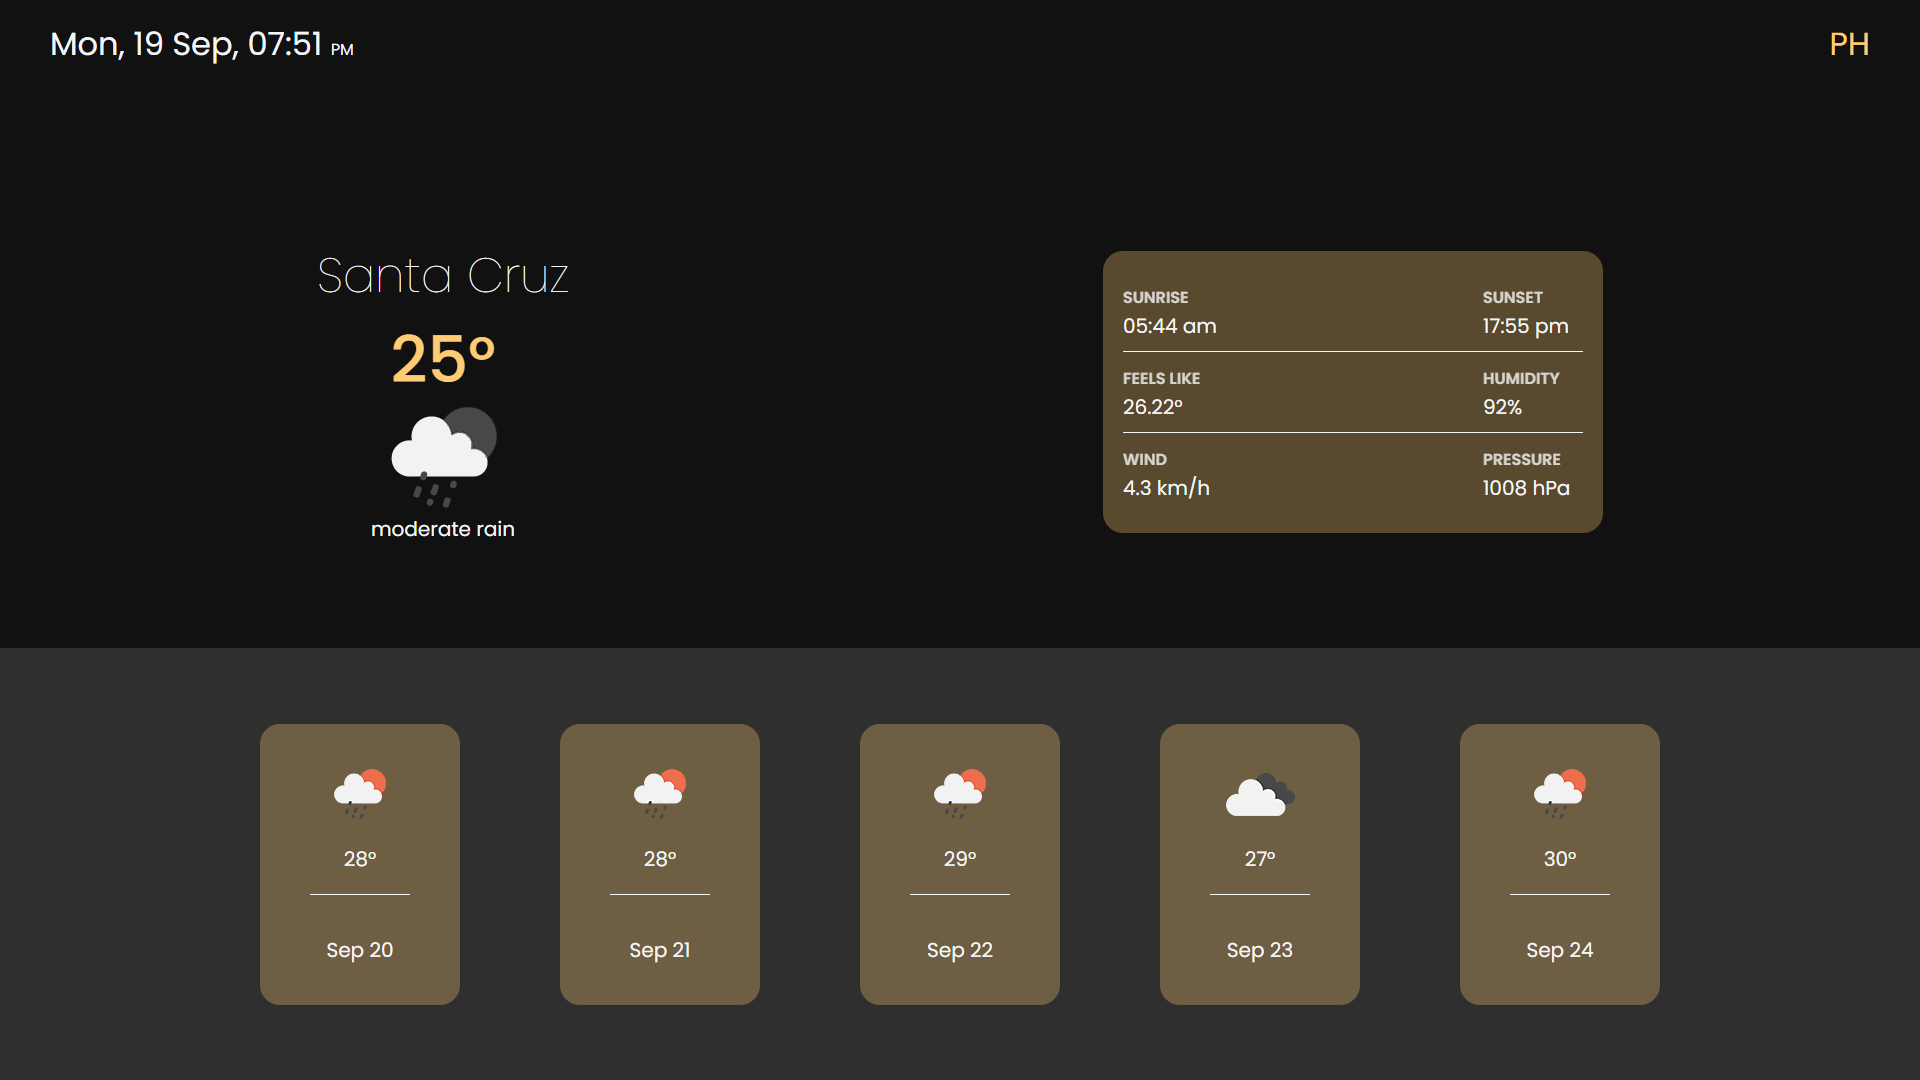 Mon, 19 Sep, 07:51 PM
PH
Santa Cruz
25°
moderate rain
SUNRISE SUNSET
05:44 am 17:55 pm
FEELS LIKE HUMIDITY
26.22° 92%
WIND PRESSURE
4.3 km/h 1008 hPa
28° 28° 29° 27° 30°
Sep 20 Sep 21 Sep 22 Sep 23 Sep 24